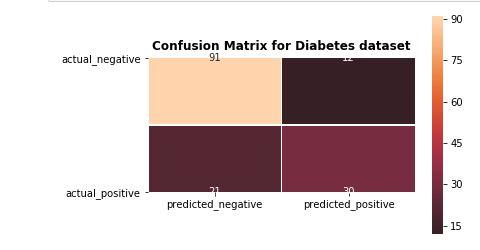 Confusion Matrix for Diabetes dataset
90
75
60
45
30
15
actual_negative
91
12
actual_positive
21
30
predicted_negative
predicted_positive